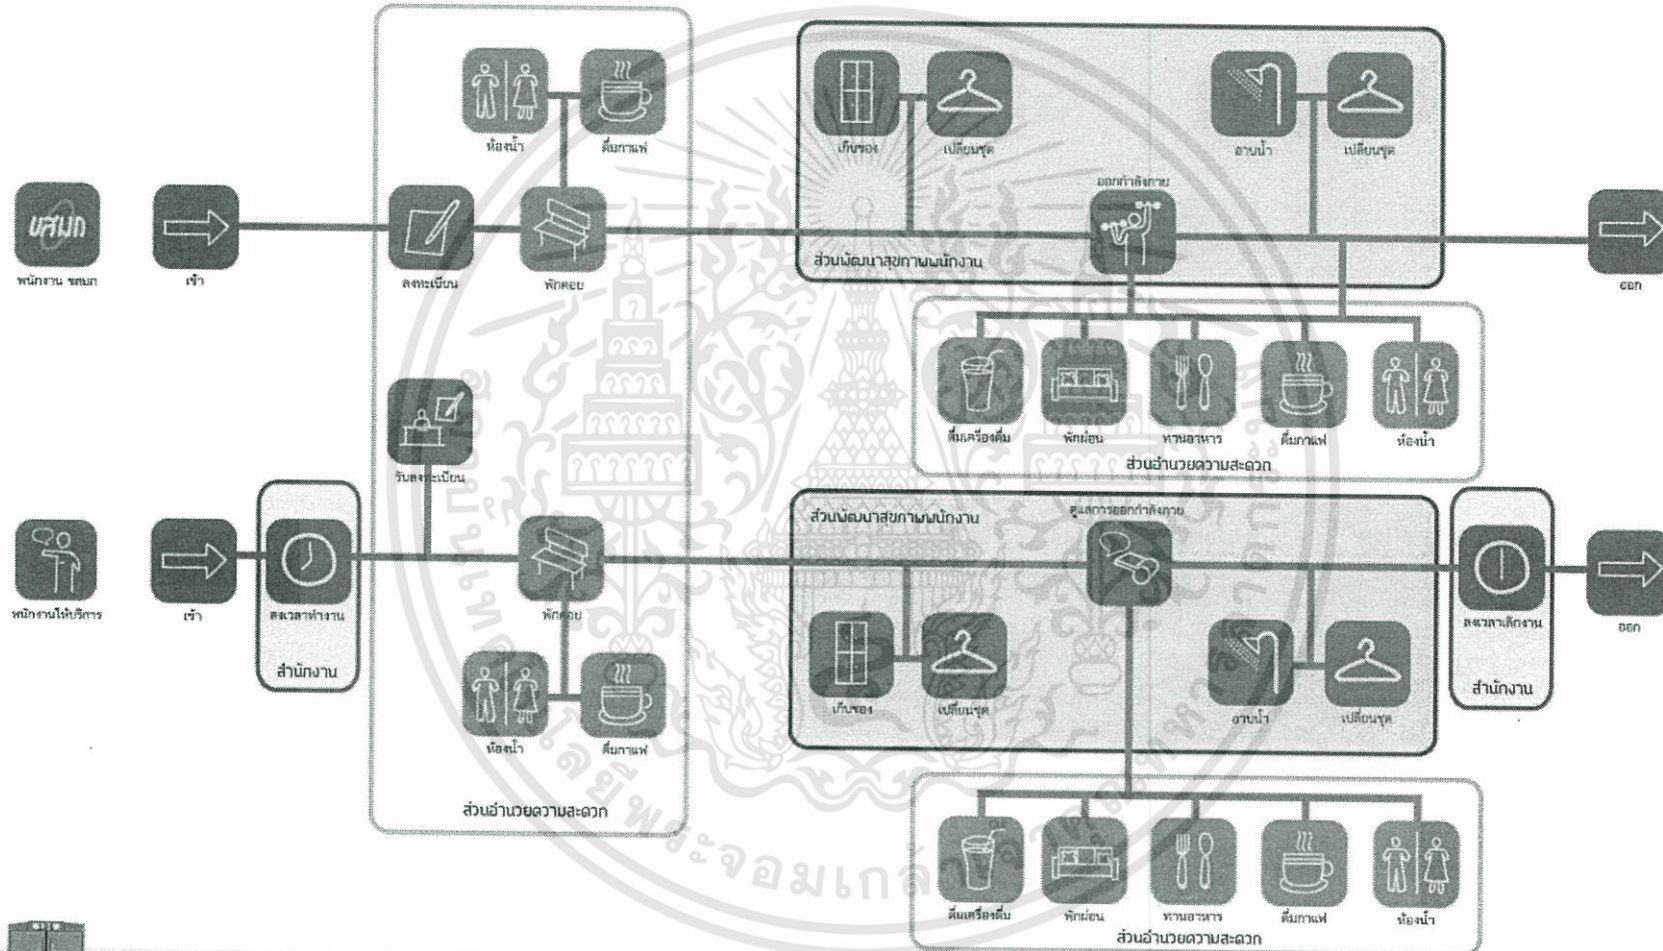 ห้องน้ำ
ดื่มกาแฟ
เก็บของ
เปลี่ยนชุด
อาบน้ำ
เปลี่ยนชุด
ออกกำลังกาย
ขสมก
พนักงาน ขสมก
เข้า
ลงทะเบียน
พักคอย
ส่วนพัฒนาสุขภาพพนักงาน
ออก
ดื่มเครื่องดื่ม
พักผ่อน
ทานอาหาร
ดื่มกาแฟ
ห้องน้ำ
ส่วนอำนวยความสะดวก
รับลงทะเบียน
ส่วนพัฒนาสุขภาพพนักงาน
ดูแลการออกกำลังกาย
พนักงานให้บริการ
เข้า
ลงเวลาทำงาน
พักคอย
ลงเวลาเลิกงาน
ออก
สำนักงาน
เก็บของ
เปลี่ยนชุด
อาบน้ำ
เปลี่ยนชุด
สำนักงาน
ห้องน้ำ
ดื่มกาแฟ
ส่วนอำนวยความสะดวก
ดื่มเครื่องดื่ม
พักผ่อน
ทานอาหาร
ดื่มกาแฟ
ห้องน้ำ
ส่วนอำนวยความสะดวก